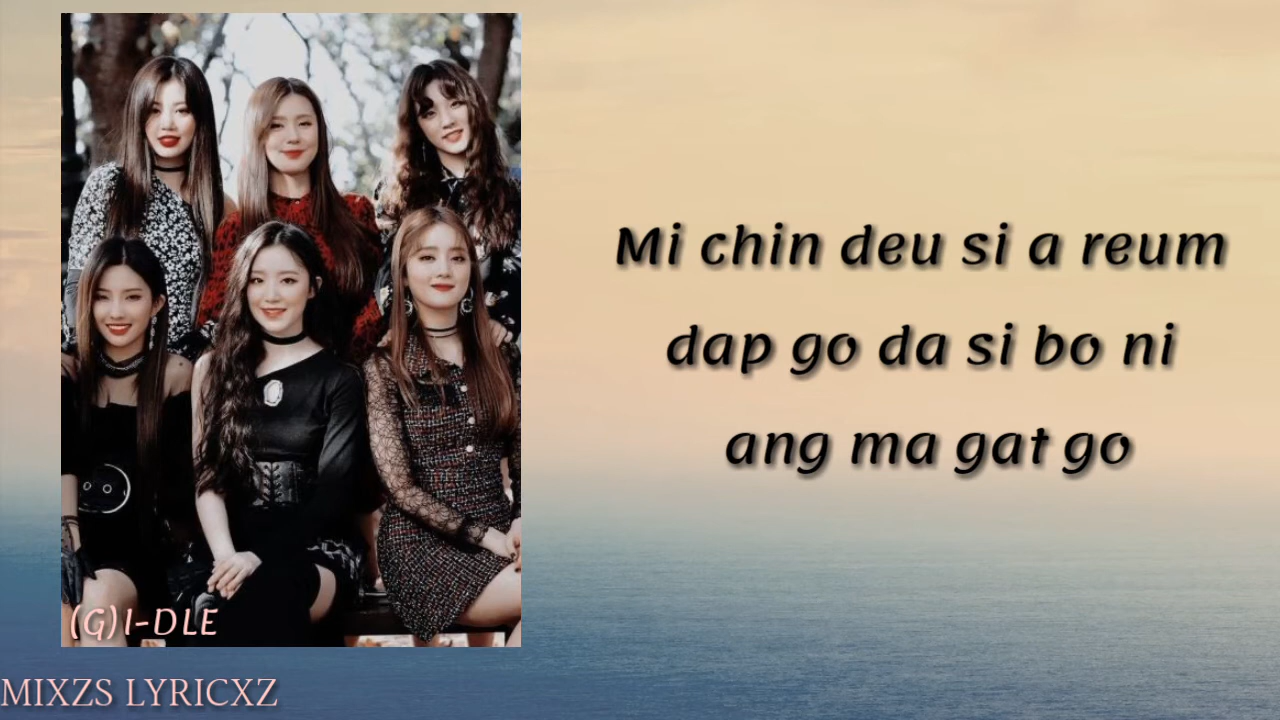 Mi chin deu si a reum
dap go da si bo ni
ang ma gat go
(G)I-DLE
MIXZS LYRICXZ